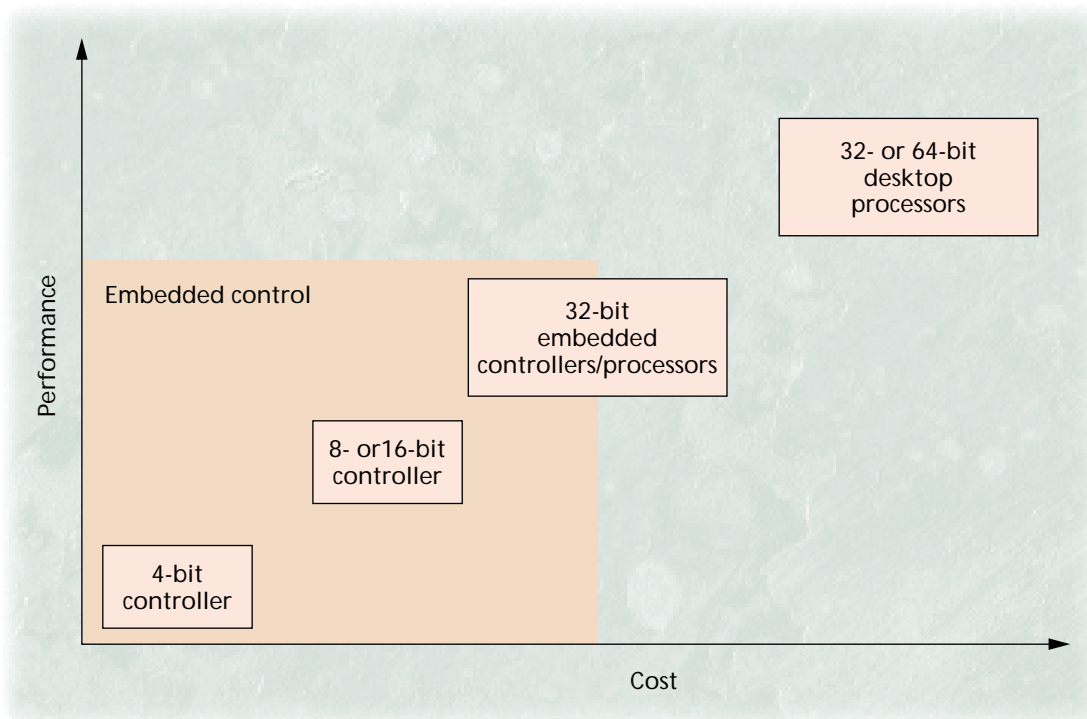 32- or 64-bit
desktop
processors
Embedded control
32-bit
embedded
controllers/processors
Performance
8- or16-bit
controller
4-bit
controller
Cost